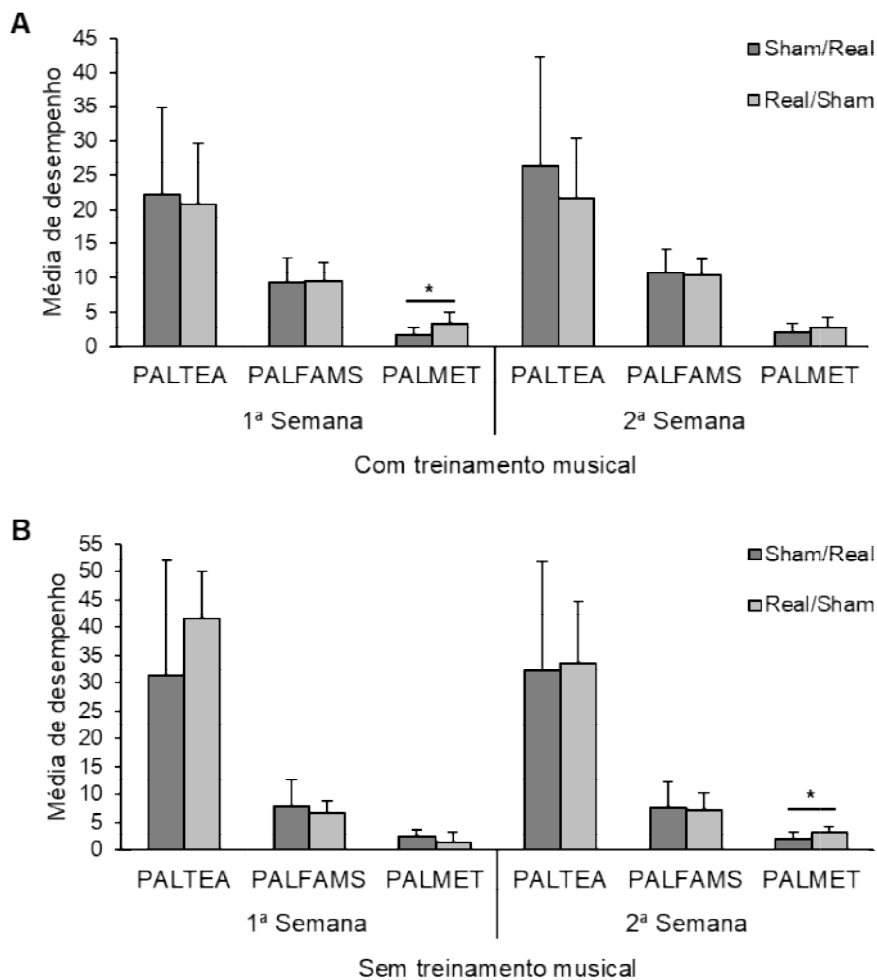 A
Média de desempenho
45
40
35
30
25
20
15
10
5
0
Sham/Real
Real/Sham
*
PALTEA PALFAMS PALMET PALTEA PALFAMS PALMET
1ª Semana 2ª Semana
Com treinamento musical
B
Média de desempenho
55
50
45
40
35
30
25
20
15
10
5
0
Sham/Real
Real/Sham
*
PALTEA PALFAMS PALMET PALTEA PALFAMS PALMET
1ª Semana 2ª Semana
Sem treinamento musical